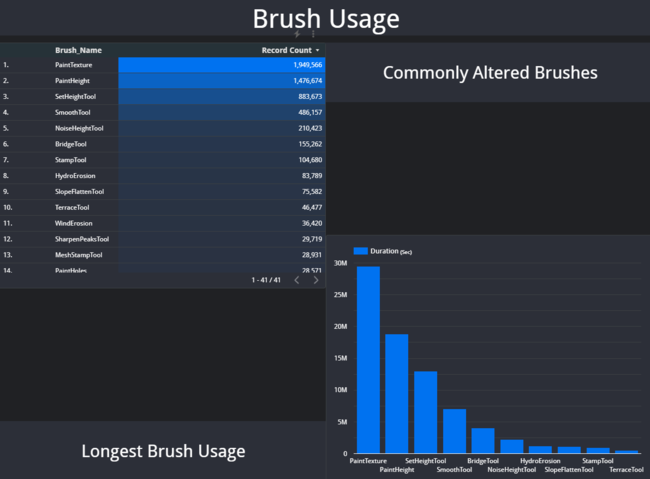 Brush Usage
Brush_Name Record Count
1. PaintTexture 1,949,566
2. PaintHeight 1,476,674
3. SetHeightTool 883,673
4. SmoothTool 486,157
5. NoiseHeightTool 210,423
6. BridgeTool 155,262
7. StampTool 104,680
8. HydroErosion 83,789
9. SlopeFlattenTool 75,582
10. TerraceTool 46,477
11. WindErosion 36,420
12. SharpenPeaksTool 29,719
13. MeshStampTool 28,931
14. PaintHoles 28,571
1 - 41 / 41
Commonly Altered Brushes
Duration (Sec)
30M
25M
20M
15M
10M
5M
0
PaintTexture SetHeightTool BridgeTool HydroErosion StampTool
PaintHeight SmoothTool NoiseHeightTool SlopeFlattenTool TerraceTool
Longest Brush Usage